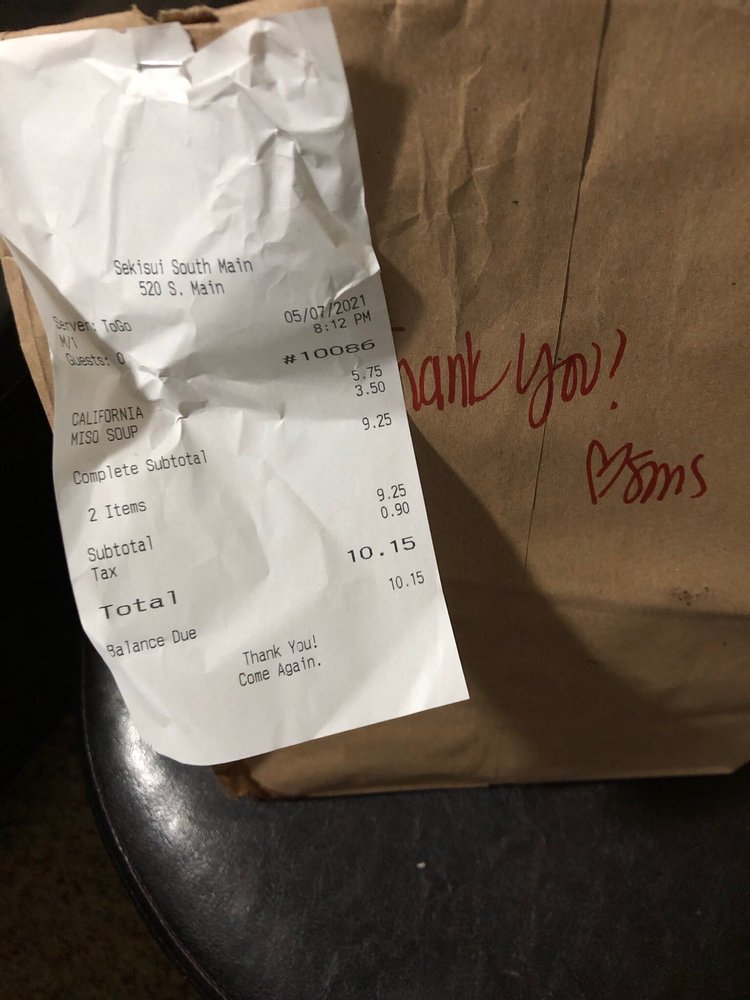 Sekisui South Main
520 S. Main
Server: ToGo 05/07/2021
M/1 8:12 PM
Guests: 0 #10086
CALIFORNIA 5.75
MISO SOUP 3.50
Complete Subtotal 9.25
2 Items
Subtotal 9.25
Tax 0.90
Total 10.15
Balance Due 10.15
Thank You!
Come Again.
Thank You!
♡SMS